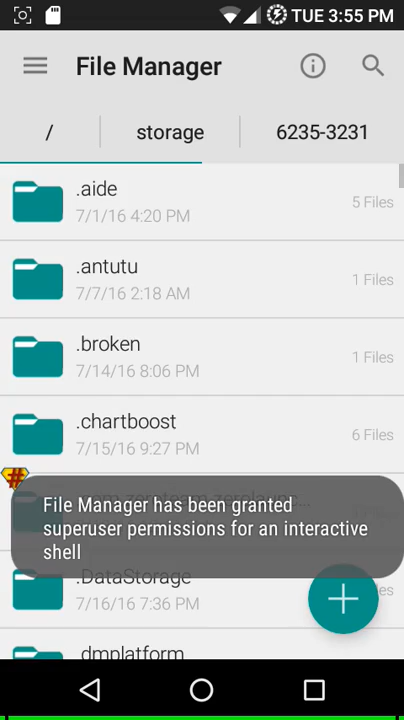 TUE 3:55 PM
File Manager
/ storage 6235-3231
.aide
7/1/16 4:20 PM
5 Files
.antutu
7/7/16 2:18 AM
1 Files
.broken
7/14/16 8:06 PM
1 Files
.chartboost
7/15/16 9:27 PM
6 Files
#
File Manager has been granted
superuser permissions for an interactive
shell
.DataStorage
7/16/16 7:36 PM
.dmplatform